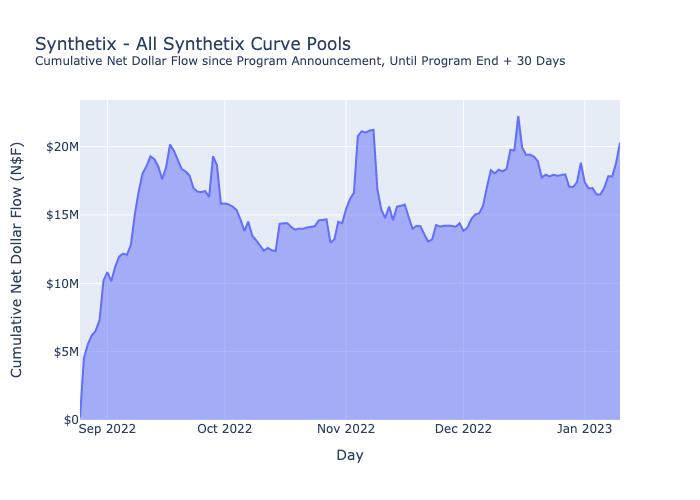 Synthetix - All Synthetix Curve Pools
Cumulative Net Dollar Flow since Program Announcement, Until Program End + 30 Days
Cumulative Net Dollar Flow (N$F)
$20M
$15M
$10M
$5M
$0
Sep 2022
Oct 2022
Nov 2022
Dec 2022
Jan 2023
Day